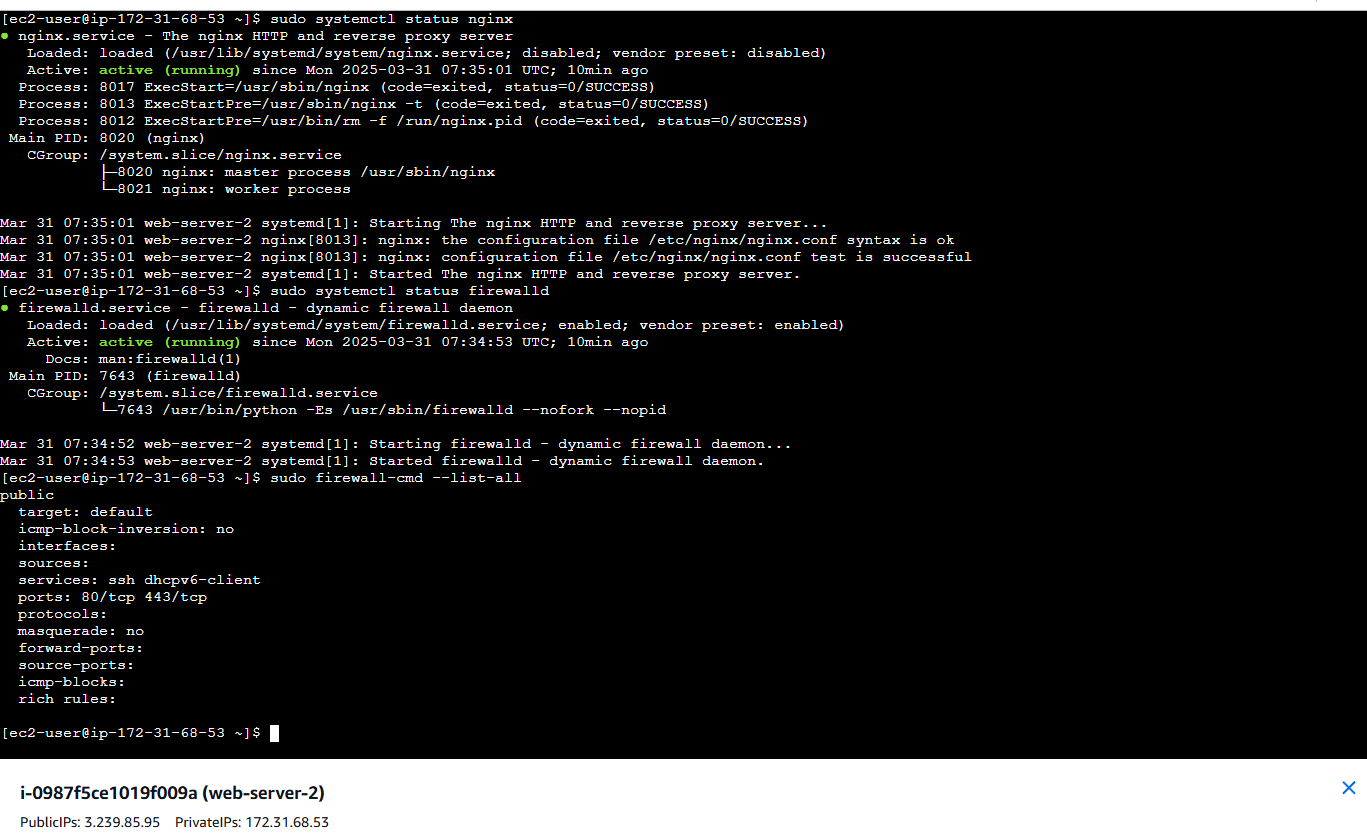 [ec2-user@ip-172-31-68-53 ~]$ sudo systemctl status nginx
● nginx.service - The nginx HTTP and reverse proxy server
   Loaded: loaded (/usr/lib/systemd/system/nginx.service; disabled; vendor preset: disabled)
   Active: active (running) since Mon 2025-03-31 07:35:01 UTC; 10min ago
  Process: 8017 ExecStart=/usr/sbin/nginx (code=exited, status=0/SUCCESS)
  Process: 8013 ExecStartPre=/usr/sbin/nginx -t (code=exited, status=0/SUCCESS)
  Process: 8012 ExecStartPre=/usr/bin/rm -f /run/nginx.pid (code=exited, status=0/SUCCESS)
 Main PID: 8020 (nginx)
   CGroup: /system.slice/nginx.service
           ├─8020 nginx: master process /usr/sbin/nginx
           └─8021 nginx: worker process

Mar 31 07:35:01 web-server-2 systemd[1]: Starting The nginx HTTP and reverse proxy server...
Mar 31 07:35:01 web-server-2 nginx[8013]: nginx: the configuration file /etc/nginx/nginx.conf syntax is ok
Mar 31 07:35:01 web-server-2 nginx[8013]: nginx: configuration file /etc/nginx/nginx.conf test is successful
Mar 31 07:35:01 web-server-2 systemd[1]: Started The nginx HTTP and reverse proxy server.
[ec2-user@ip-172-31-68-53 ~]$ sudo systemctl status firewalld
● firewalld.service - firewalld - dynamic firewall daemon
   Loaded: loaded (/usr/lib/systemd/system/firewalld.service; enabled; vendor preset: enabled)
   Active: active (running) since Mon 2025-03-31 07:34:53 UTC; 10min ago
     Docs: man:firewalld(1)
 Main PID: 7643 (firewalld)
   CGroup: /system.slice/firewalld.service
           └─7643 /usr/bin/python -Es /usr/sbin/firewalld --nofork --nopid

Mar 31 07:34:52 web-server-2 systemd[1]: Starting firewalld - dynamic firewall daemon...
Mar 31 07:34:53 web-server-2 systemd[1]: Started firewalld - dynamic firewall daemon.
[ec2-user@ip-172-31-68-53 ~]$ sudo firewall-cmd --list-all
public
  target: default
  icmp-block-inversion: no
  interfaces:
  sources:
  services: ssh dhcpv6-client
  ports: 80/tcp 443/tcp
  protocols:
  masquerade: no
  forward-ports:
  source-ports:
  icmp-blocks:
  rich rules:

[ec2-user@ip-172-31-68-53 ~]$
i-0987f5ce1019f009a (web-server-2)
PublicIPs: 3.239.85.95 PrivateIPs: 172.31.68.53